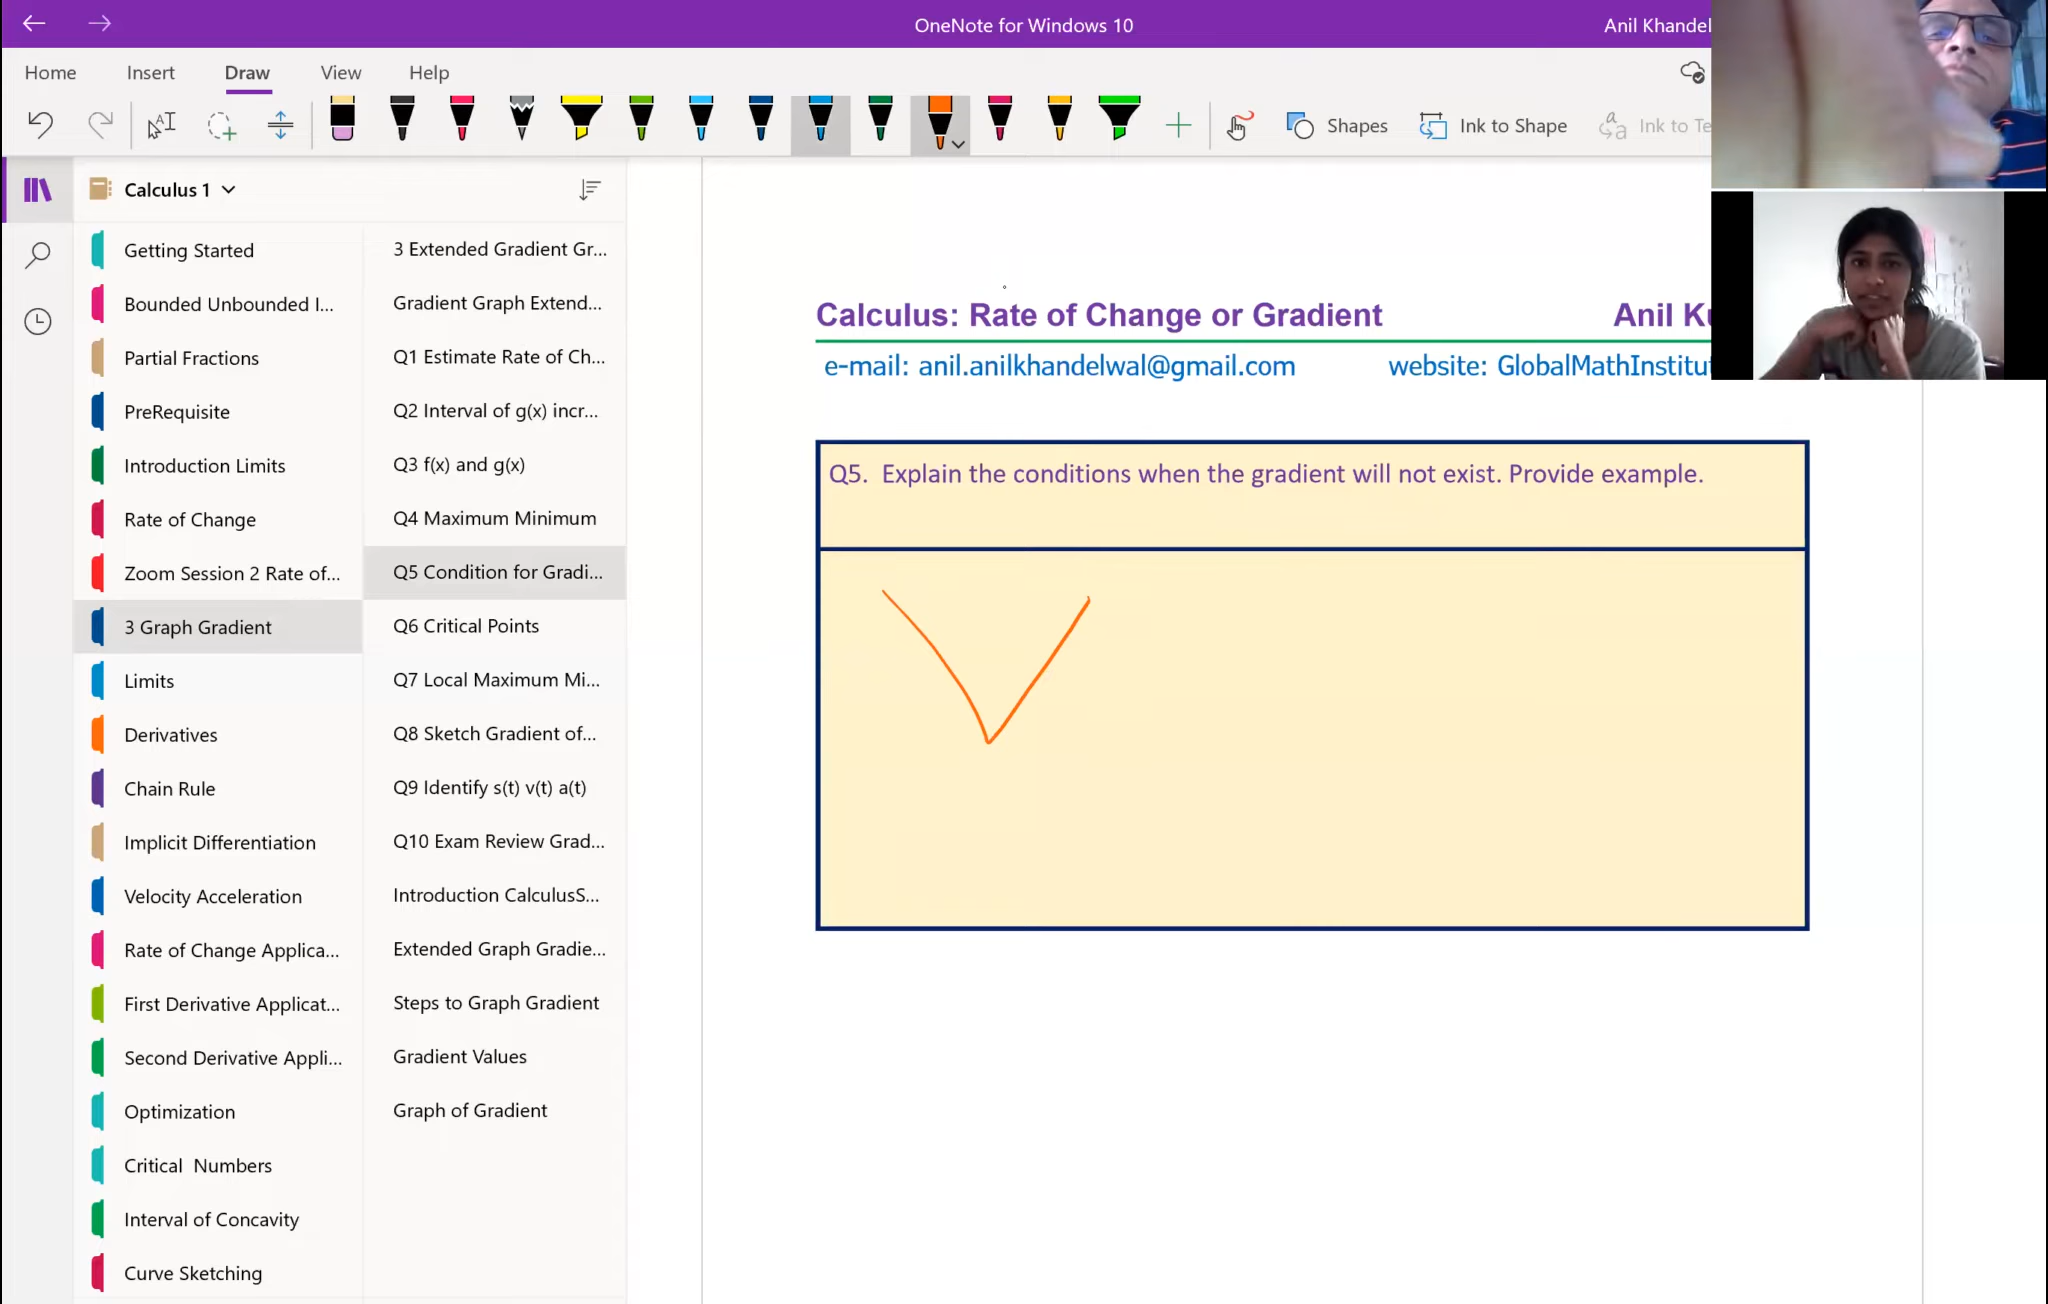 OneNote for Windows 10
Anil Khandel
Home Insert Draw View Help
Shapes Ink to Shape Ink to Te
Calculus 1
Getting Started
Bounded Unbounded I...
Partial Fractions
PreRequisite
Introduction Limits
Rate of Change
Zoom Session 2 Rate of...
3 Graph Gradient
Limits
Derivatives
Chain Rule
Implicit Differentiation
Velocity Acceleration
Rate of Change Applica...
First Derivative Applicat...
Second Derivative Appli...
Optimization
Critical Numbers
Interval of Concavity
Curve Sketching
3 Extended Gradient Gr...
Gradient Graph Extend...
Q1 Estimate Rate of Ch...
Q2 Interval of g(x) incr...
Q3 f(x) and g(x)
Q4 Maximum Minimum
Q5 Condition for Gradi...
Q6 Critical Points
Q7 Local Maximum Mi...
Q8 Sketch Gradient of...
Q9 Identify s(t) v(t) a(t)
Q10 Exam Review Grad...
Introduction CalculusS...
Extended Graph Gradie...
Steps to Graph Gradient
Gradient Values
Graph of Gradient
Calculus: Rate of Change or Gradient Anil Ku
e-mail: anil.anilkhandelwal@gmail.com website: GlobalMathInstitut
Q5. Explain the conditions when the gradient will not exist. Provide example.